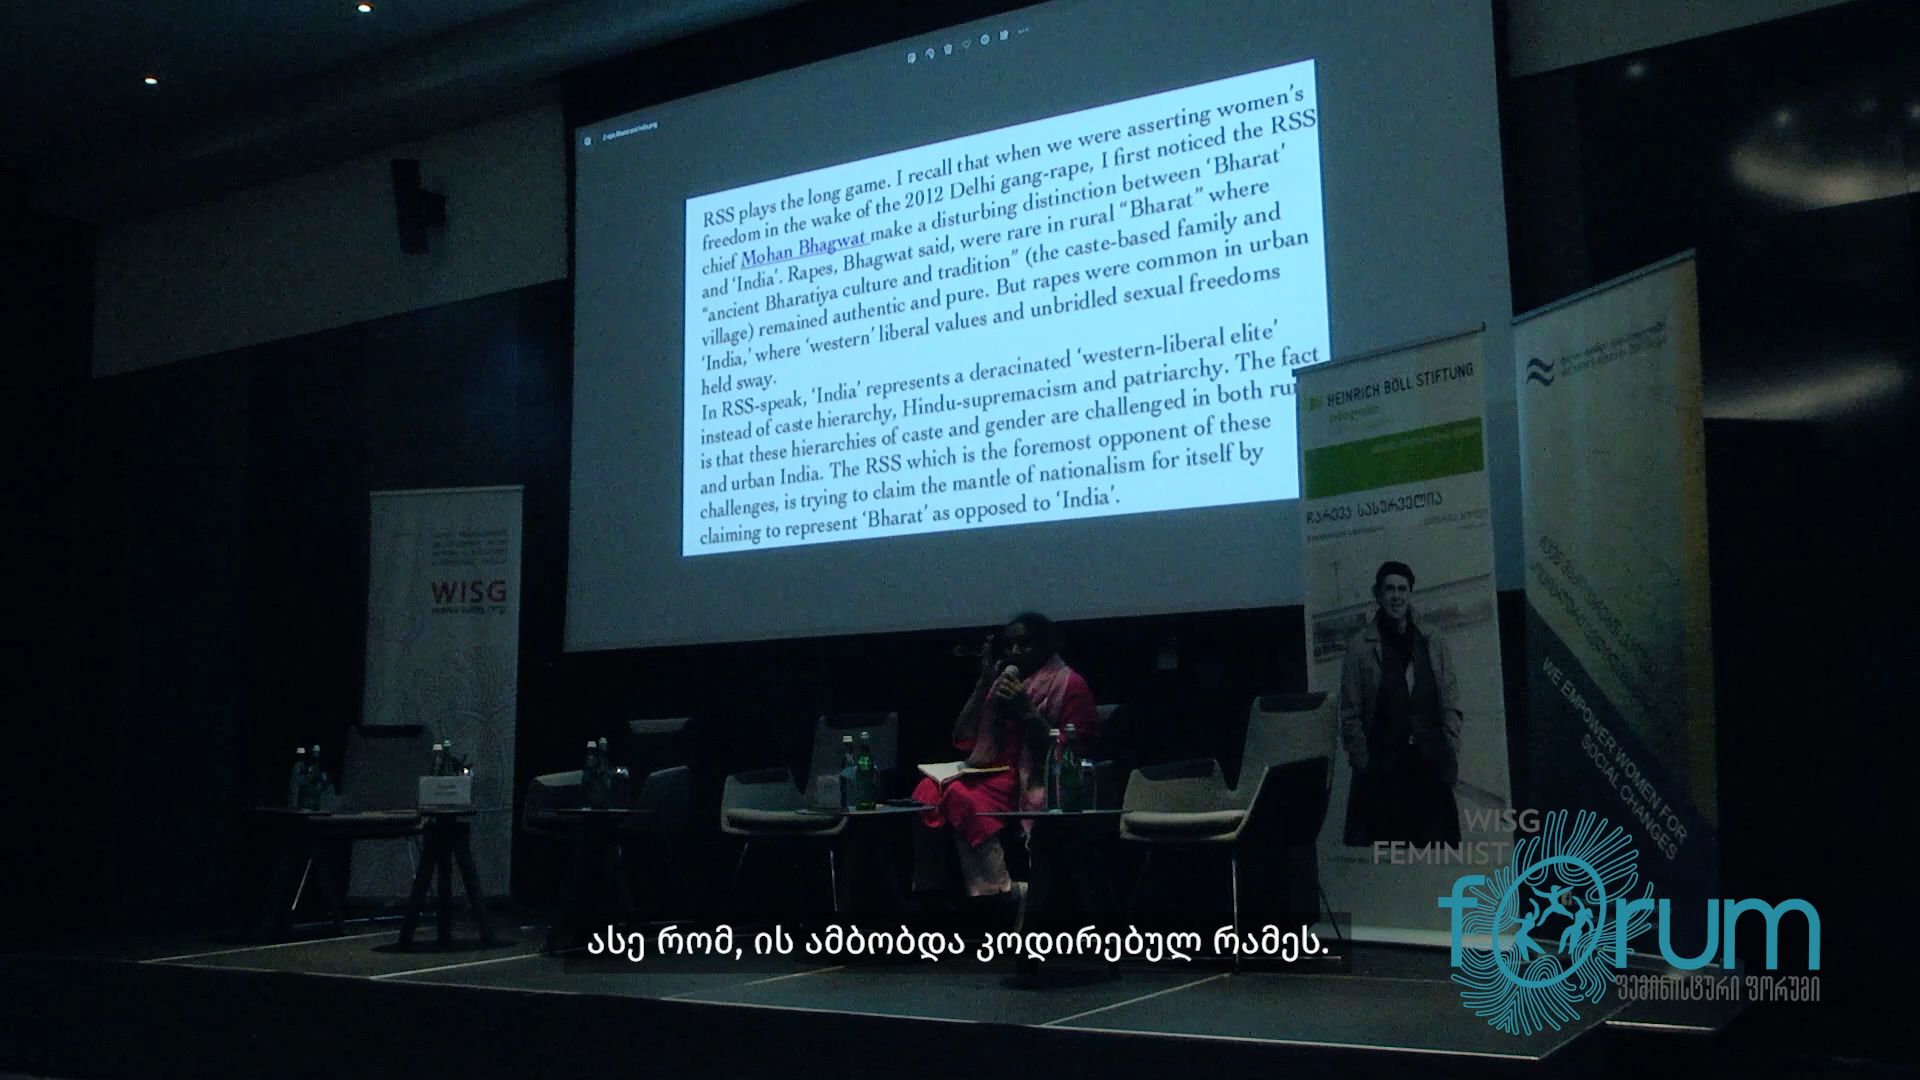 RSS plays the long game. I recall that when we were asserting women's
freedom in the wake of the 2012 Delhi gang-rape, I first noticed the RSS
chief Mohan Bhagwat make a disturbing distinction between 'Bharat'
and 'India'. Rapes, Bhagwat said, were rare in rural "Bharat" where
"ancient Bharatiya culture and tradition" (the caste-based family and
village) remained authentic and pure. But rapes were common in urban
'India,' where 'western' liberal values and unbridled sexual freedoms
held sway.
In RSS-speak, 'India' represents a deracinated 'western-liberal elite'
instead of caste hierarchy, Hindu-supremacism and patriarchy. The fact
is that these hierarchies of caste and gender are challenged in both ru
and urban India. The RSS which is the foremost opponent of these
challenges, is trying to claim the mantle of nationalism for itself by
claiming to represent 'Bharat' as opposed to 'India'.
WISG
HEINRICH BÖLL STIFTUNG
ჩარევა სასურველია
WE EMPOWER WOMEN FOR
SOCIAL CHANGES
WISG
FEMINIST
forum
ფემინისტური ფორუმი
ასე რომ, ის ამბობდა კოდირებულ რამეს.